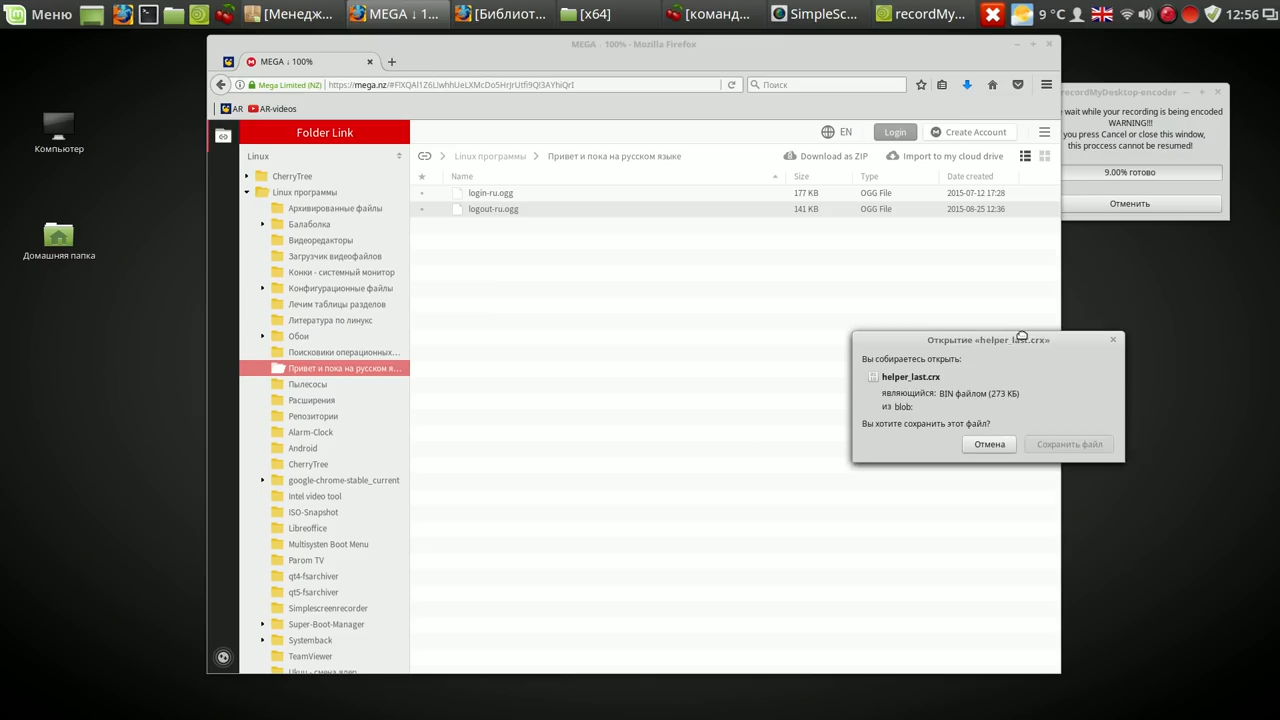 Меню
[Менедж...
MEGA ↓ 1...
[Библиот...
[x64]
[команд...
SimpleSc...
recordMy...
9 °C
12:56
MEGA ↓ 100% - Mozilla Firefox
MEGA ↓ 100%
Mega Limited (NZ)
Поиск
AR
AR-videos
Folder Link
EN
Login
Create Account
Linux
Linux программы
Привет и пока на русском языке
Download as ZIP
Import to my cloud drive
Name
Size
Type
Date created
login-ru.ogg
177 KB
OGG File
2015-07-12 17:28
logout-ru.ogg
141 KB
OGG File
2015-08-25 12:36
CherryTree
Linux программы
Архивированные файлы
Балаболка
Видеоредакторы
Загрузчик видеофайлов
Конки - системный монитор
Конфигурационные файлы
Лечим таблицы разделов
Литература по линукс
Обои
Поисковики операционных...
Привет и пока на русском я...
Пылесосы
Расширения
Репозитории
Alarm-Clock
Android
CherryTree
google-chrome-stable_current
Intel video tool
ISO-Snapshot
Libreoffice
Multisysten Boot Menu
Parom TV
qt4-fsarchiver
qt5-fsarchiver
Simplescreenrecorder
Super-Boot-Manager
Systemback
TeamViewer
Компьютер
Домашняя папка
recordMyDesktop-encoder
wait while your recording is being encoded
WARNING!!!
you press Cancel or close this window,
this proccess cannot be resumed!
9.00% готово
Отменить
Открытие «helper_last.crx»
Вы собираетесь открыть:
helper_last.crx
являющийся: BIN файлом (273 КБ)
из blob:
Вы хотите сохранить этот файл?
Отмена
Сохранить файл